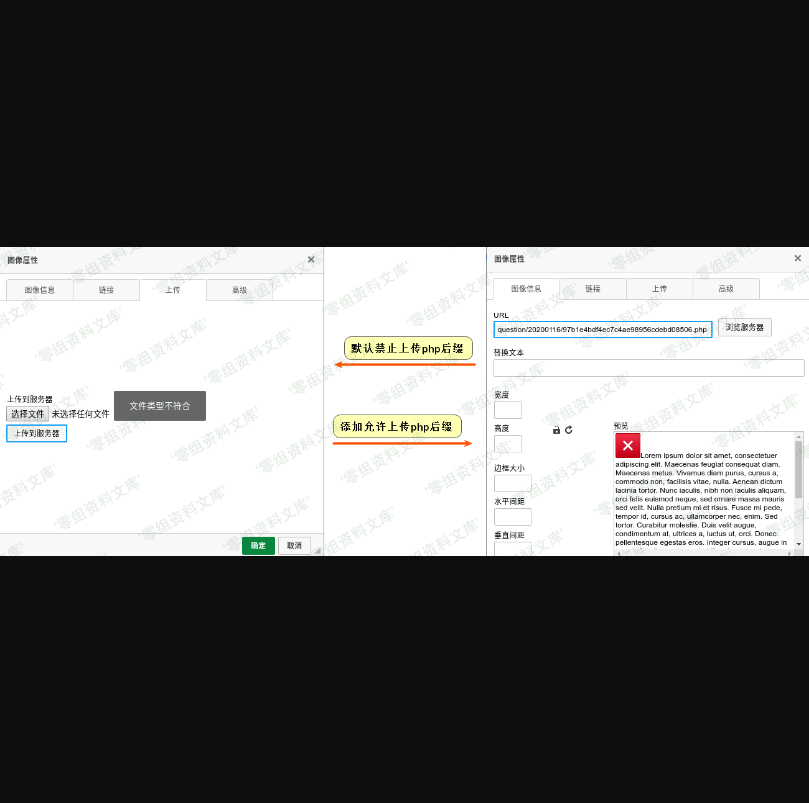 图像属性
图像信息 链接 上传 高级
上传到服务器
选择文件 未选择任何文件
文件类型不符合
上传到服务器
确定 取消
默认禁止上传php后缀
添加允许上传php后缀
图像属性
图像信息 链接 上传 高级
URL
question/20200116/97b1e4bdf4ec7c4ae98956cdebd08606.php
浏览服务器
替换文本
宽度
高度
边框大小
水平间距
垂直间距
预览
Lorem ipsum dolor sit amet, consectetuer
adipiscing elit. Maecenas feugiat consequat diam.
Maecenas metus. Vivamus diam purus, cursus a,
commodo non, facilisis vitae, nulla. Aenean dictum
lacinia tortor. Nunc iaculis, nibh non iaculis aliquam,
orci felis euismod neque, sed ornare massa mauris
sed velit. Nulla pretium mi et risus. Fusce mi pede,
tempor id, cursus ac, ullamcorper nec, enim. Sed
tortor. Curabitur molestie. Duis velit augue,
condimentum at, ultrices a, luctus ut, orci. Donec
pellentesque egestas eros. Integer cursus, augue in
零组资料文库